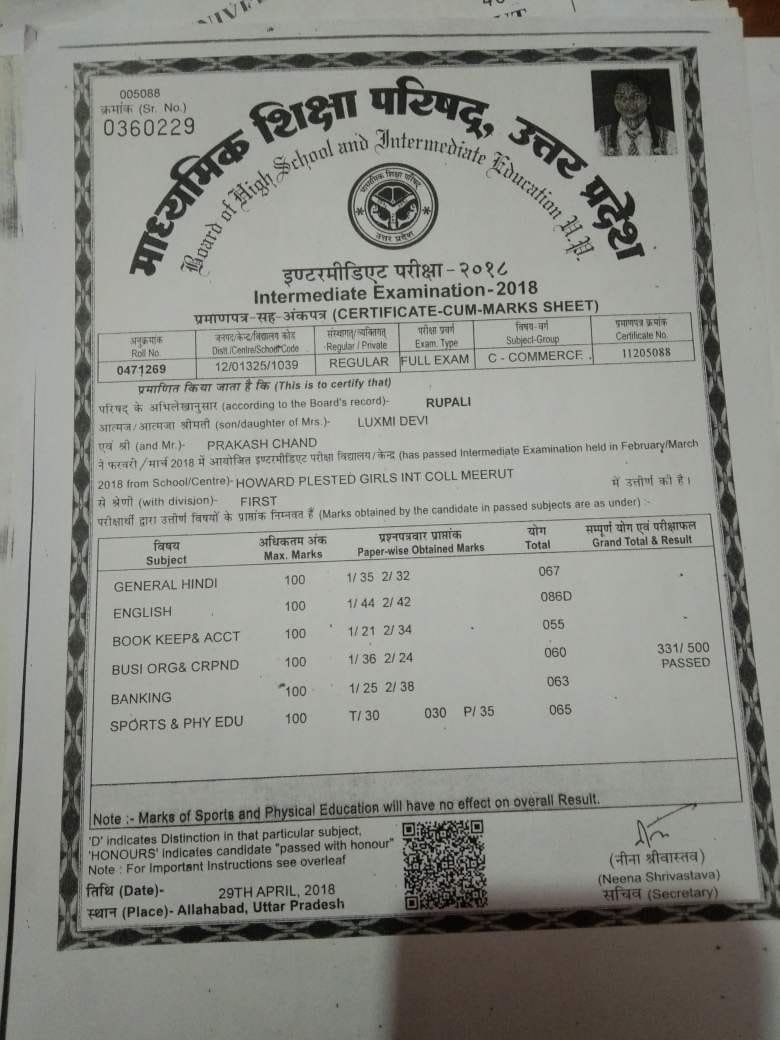 NIVE
005088
क्रमांक (Sr. No.)
0360229
माध्यमिक शिक्षा परिषद्, उत्तर प्रदेश
Board of High School and Intermediate Education U.P.
माध्यमिक शिक्षा परिषद्
उत्तर प्रदेश
इण्टरमीडिएट परीक्षा-२०१८
Intermediate Examination-2018
प्रमाणपत्र-सह-अंकपत्र (CERTIFICATE-CUM-MARKS SHEET)
अनुक्रमांक जनपद/केन्द्र/विद्यालय कोड संस्थागत/व्यक्तिगत परीक्षा प्रवर्ग विषय-वर्ग प्रमाणपत्र क्रमांक
Roll No. Distt./Centre/School Code Regular / Private Exam. Type Subject-Group Certificate No.
0471269 12/01325/1039 REGULAR FULL EXAM C - COMMERCE 11205088
प्रमाणित किया जाता है कि (This is to certify that)
परिषद के अभिलेखानुसार (according to the Board's record)- RUPALI
आत्मज/आत्मजा श्रीमती (son/daughter of Mrs.)- LUXMI DEVI
एवं श्री (and Mr.)- PRAKASH CHAND
ने फरवरी/मार्च 2018 में आयोजित इण्टरमीडिएट परीक्षा विद्यालय/केन्द्र (has passed Intermediate Examination held in February/March
2018 from School/Centre)- HOWARD PLESTED GIRLS INT COLL MEERUT में उत्तीर्ण की है।
से श्रेणी (with division)- FIRST
परीक्षार्थी द्वारा उत्तीर्ण विषयों के प्राप्तांक निम्नवत हैं (Marks obtained by the candidate in passed subjects are as under) :-
विषय अधिकतम अंक प्रश्नपत्रवार प्राप्तांक योग सम्पूर्ण योग एवं परीक्षाफल
Subject Max. Marks Paper-wise Obtained Marks Total Grand Total & Result
GENERAL HINDI 100 1/ 35 2/ 32 067
ENGLISH 100 1/ 44 2/ 42 086D
BOOK KEEP& ACCT 100 1/ 21 2/ 34 055
BUSI ORG& CRPND 100 1/ 36 2/ 24 060 331/ 500
PASSED
BANKING 100 1/ 25 2/ 38 063
SPORTS & PHY EDU 100 T/ 30 030 P/ 35 065
Note :- Marks of Sports and Physical Education will have no effect on overall Result.
'D' indicates Distinction in that particular subject,
'HONOURS' indicates candidate "passed with honour"
Note : For Important Instructions see overleaf
तिथि (Date)- 29TH APRIL, 2018
स्थान (Place)- Allahabad, Uttar Pradesh
(नीना श्रीवास्तव)
(Neena Shrivastava)
सचिव (Secretary)